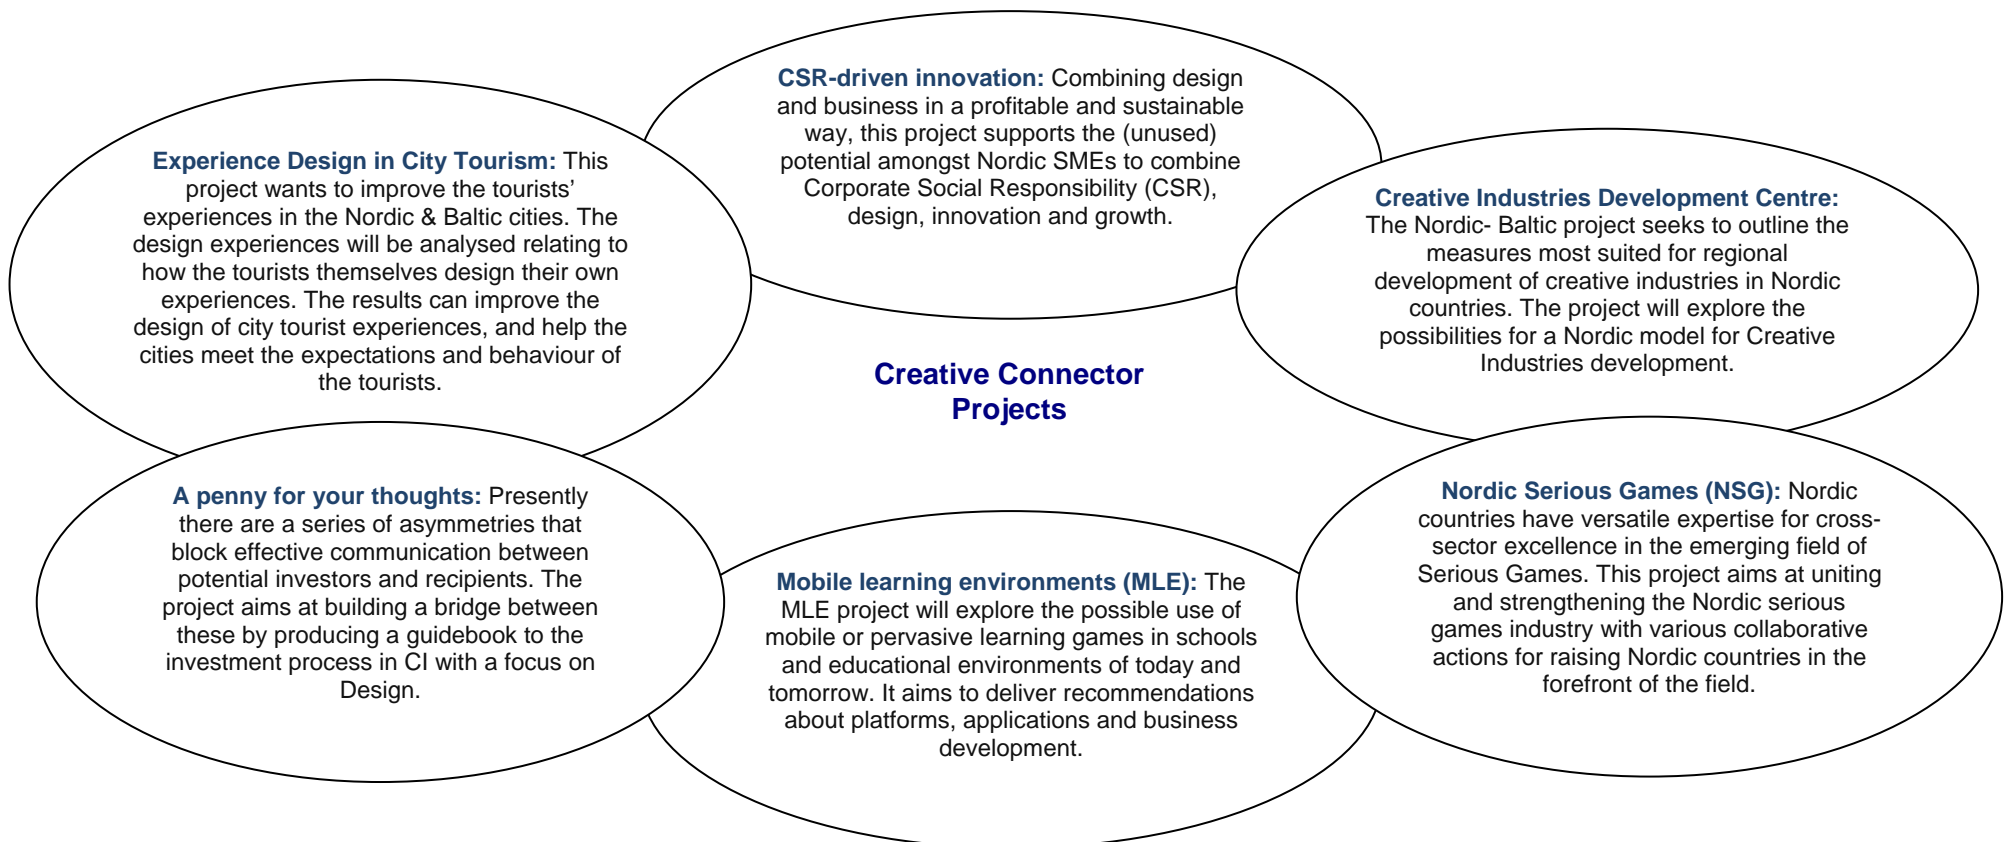 CSR-driven innovation: Combining design
and business in a profitable and sustainable
way, this project supports the (unused)
potential amongst Nordic SMEs to combine
Corporate Social Responsibility (CSR),
design, innovation and growth.
Experience Design in City Tourism: This
project wants to improve the tourists'
experiences in the Nordic & Baltic cities. The
design experiences will be analysed relating to
how the tourists themselves design their own
experiences. The results can improve the
design of city tourist experiences, and help the
cities meet the expectations and behaviour of
the tourists.
Creative Industries Development Centre:
The Nordic- Baltic project seeks to outline the
measures most suited for regional
development of creative industries in Nordic
countries. The project will explore the
possibilities for a Nordic model for Creative
Industries development.
Creative Connector
Projects
A penny for your thoughts: Presently
there are a series of asymmetries that
block effective communication between
potential investors and recipients. The
project aims at building a bridge between
these by producing a guidebook to the
investment process in CI with a focus on
Design.
Mobile learning environments (MLE): The
MLE project will explore the possible use of
mobile or pervasive learning games in schools
and educational environments of today and
tomorrow. It aims to deliver recommendations
about platforms, applications and business
development.
Nordic Serious Games (NSG): Nordic
countries have versatile expertise for cross-
sector excellence in the emerging field of
Serious Games. This project aims at uniting
and strengthening the Nordic serious
games industry with various collaborative
actions for raising Nordic countries in the
forefront of the field.